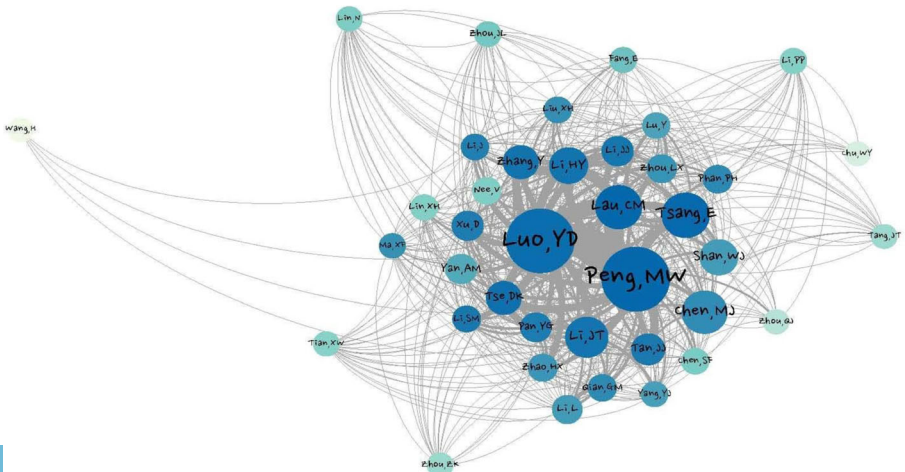 Lin,N
Zhou,JL
Fang,E
Li,PP
Liu,XH
Wang,H
Lu,Y
Li,J
Zhang,Y
Li,HY
Li,JJ
Chu,WY
Zhou,LX
Phan,PH
Nee,V
Lin,XH
Lau,CM
Tsang,E
Xu,D
Luo,YD
Tang,JT
Ma,XF
Shan,WJ
Yan,AM
Peng,MW
Tse,DK
Chen,MJ
Li,SM
Pan,YG
Zhou,QJ
Li,JT
Tian,XW
Tan,JJ
Chen,SF
Zhao,HX
Qian,GM
Yang,YJ
Li,L
Zhou,ZK